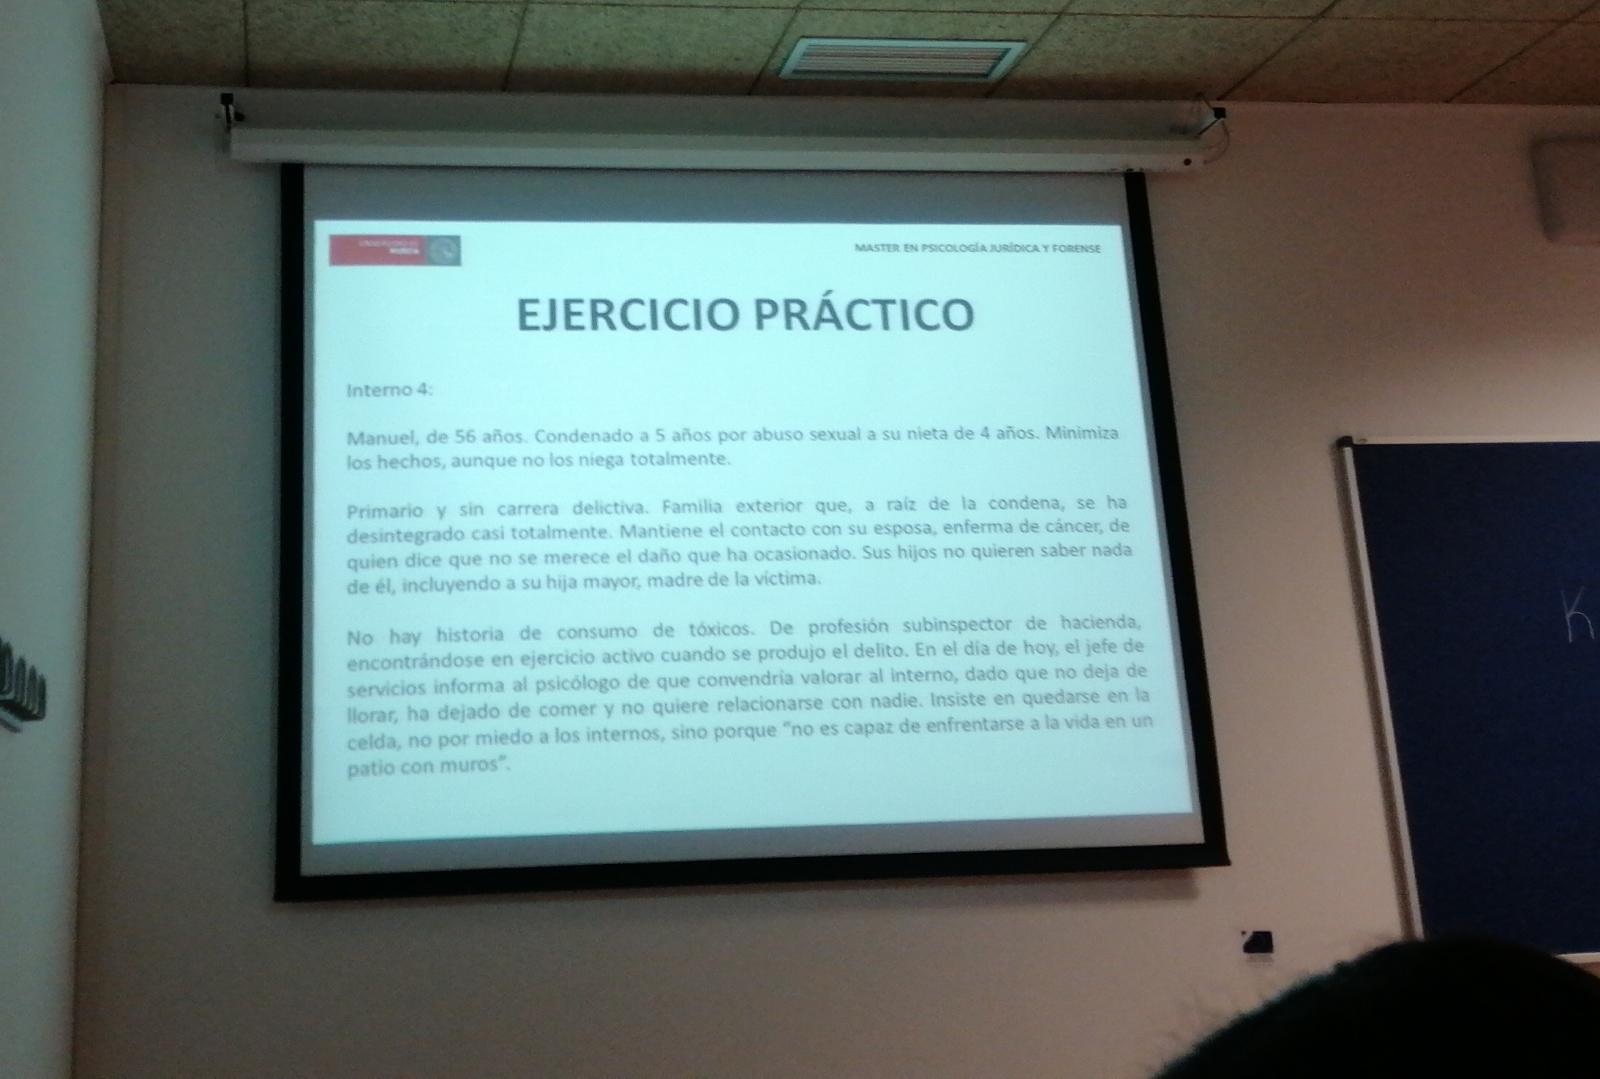 MURCIA
MASTER EN PSICOLOGÍA JURÍDICA Y FORENSE
EJERCICIO PRÁCTICO
Interno 4:
Manuel, de 56 años. Condenado a 5 años por abuso sexual a su nieta de 4 años. Minimiza
los hechos, aunque no los niega totalmente.
Primario y sin carrera delictiva. Familia exterior que, a raíz de la condena, se ha
desintegrado casi totalmente. Mantiene el contacto con su esposa, enferma de cáncer, de
quien dice que no se merece el daño que ha ocasionado. Sus hijos no quieren saber nada
de él, incluyendo a su hija mayor, madre de la víctima.
No hay historia de consumo de tóxicos. De profesión subinspector de hacienda,
encontrándose en ejercicio activo cuando se produjo el delito. En el día de hoy, el jefe de
servicios informa al psicólogo de que convendría valorar al interno, dado que no deja de
llorar, ha dejado de comer y no quiere relacionarse con nadie. Insiste en quedarse en la
celda, no por miedo a los internos, sino porque "no es capaz de enfrentarse a la vida en un
patio con muros".
K